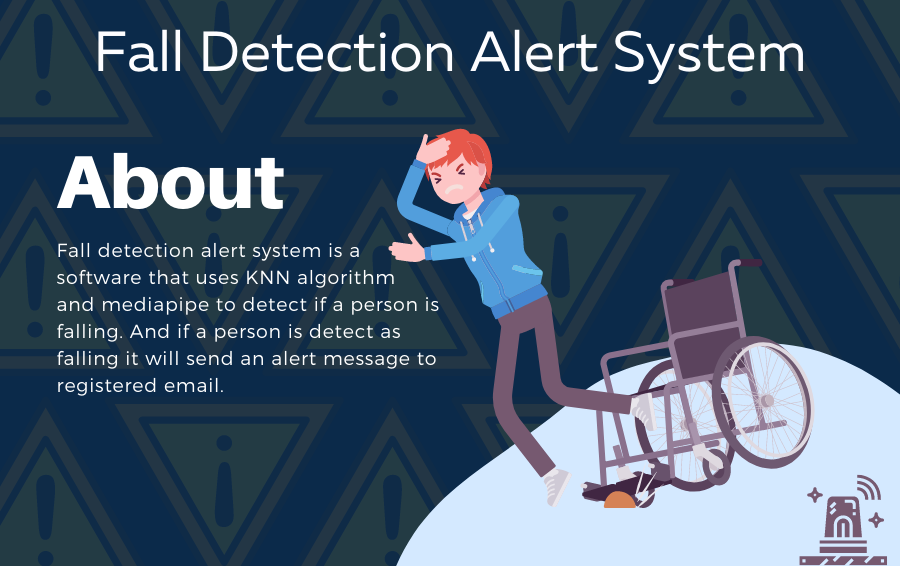 Fall Detection Alert System
About
Fall detection alert system is a
software that uses KNN algorithm
and mediapipe to detect if a person is
falling. And if a person is detect as
falling it will send an alert message to
registered email.